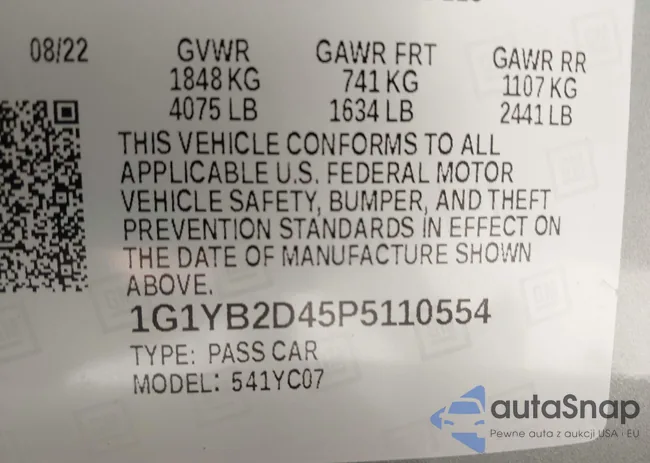 08/22 GVWR GAWR FRT GAWR RR
1848 KG 741 KG 1107 KG
4075 LB 1634 LB 2441 LB
THIS VEHICLE CONFORMS TO ALL
APPLICABLE U.S. FEDERAL MOTOR
VEHICLE SAFETY, BUMPER, AND THEFT
PREVENTION STANDARDS IN EFFECT ON
THE DATE OF MANUFACTURE SHOWN
ABOVE.
1G1YB2D45P5110554
TYPE: PASS CAR
MODEL: 541YC07
autaSnap
Pewne auta z aukcji USA i EU